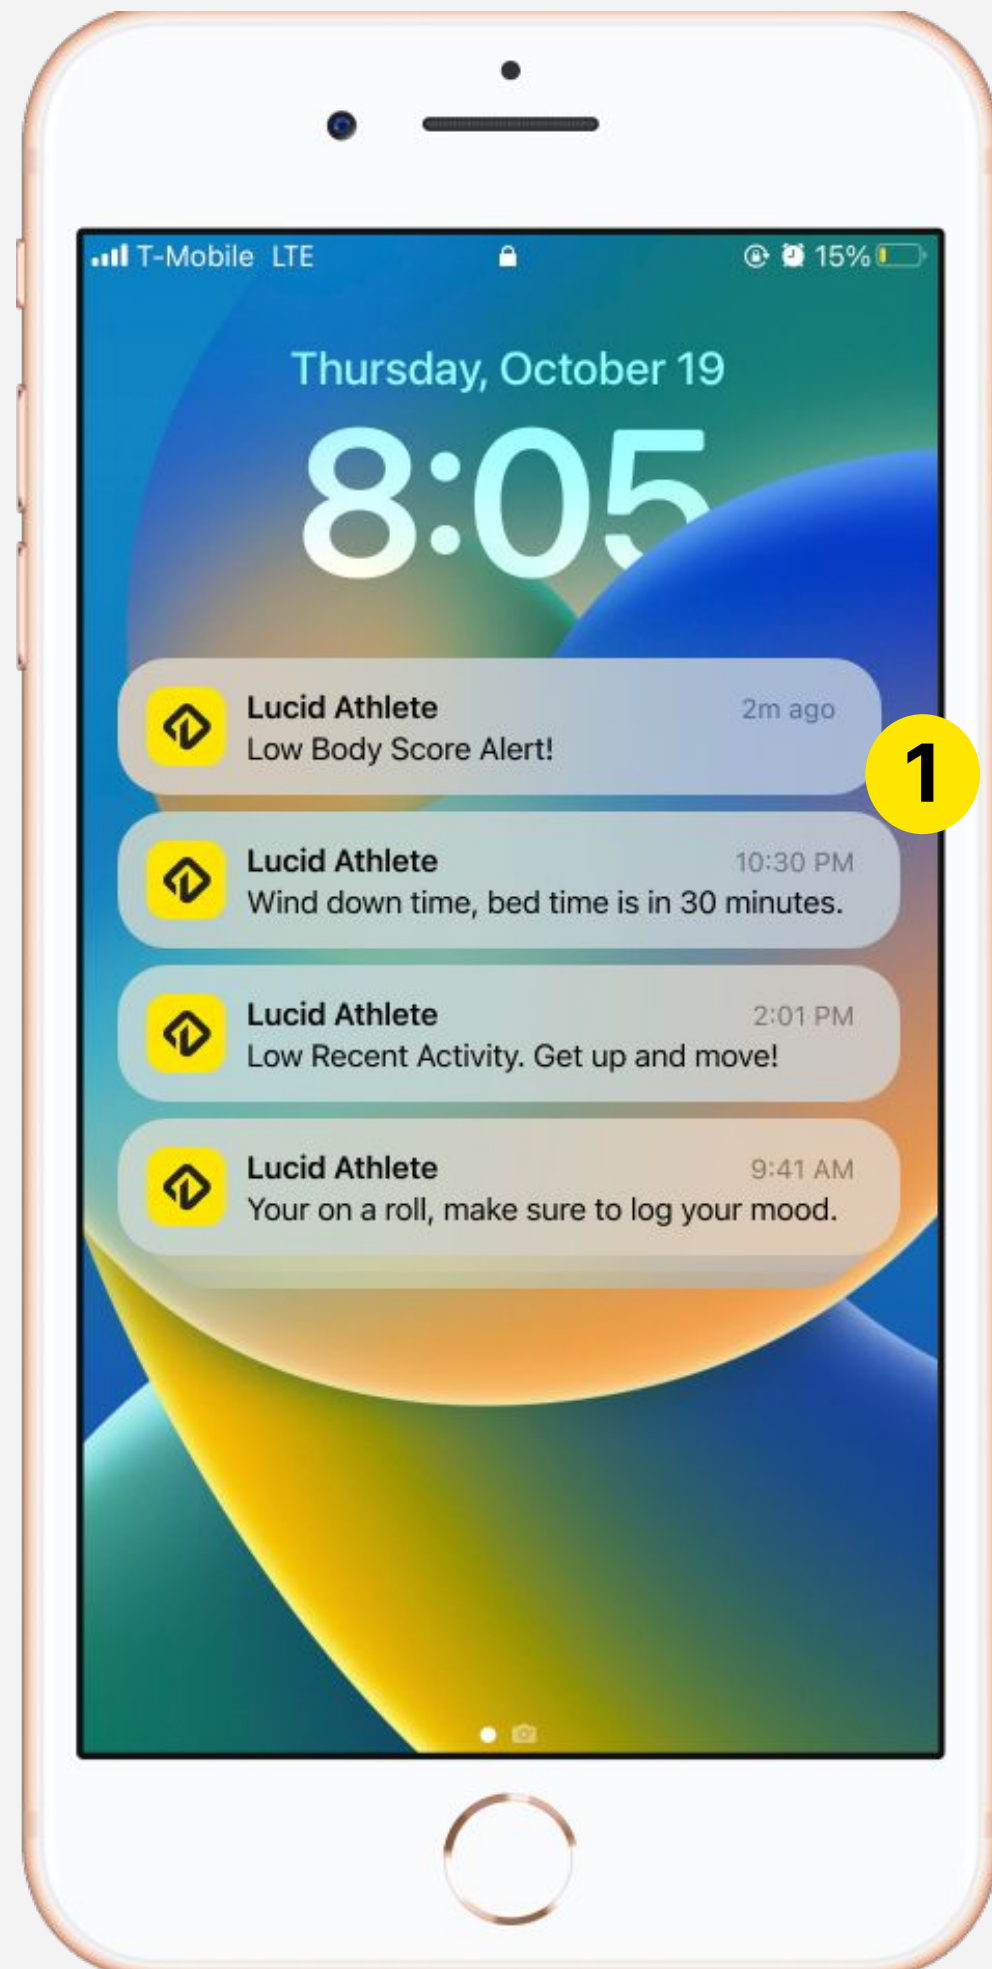 T-Mobile LTE 15%
Thursday, October 19
8:05
Lucid Athlete 2m ago
Low Body Score Alert!
1
Lucid Athlete 10:30 PM
Wind down time, bed time is in 30 minutes.
Lucid Athlete 2:01 PM
Low Recent Activity. Get up and move!
Lucid Athlete 9:41 AM
Your on a roll, make sure to log your mood.